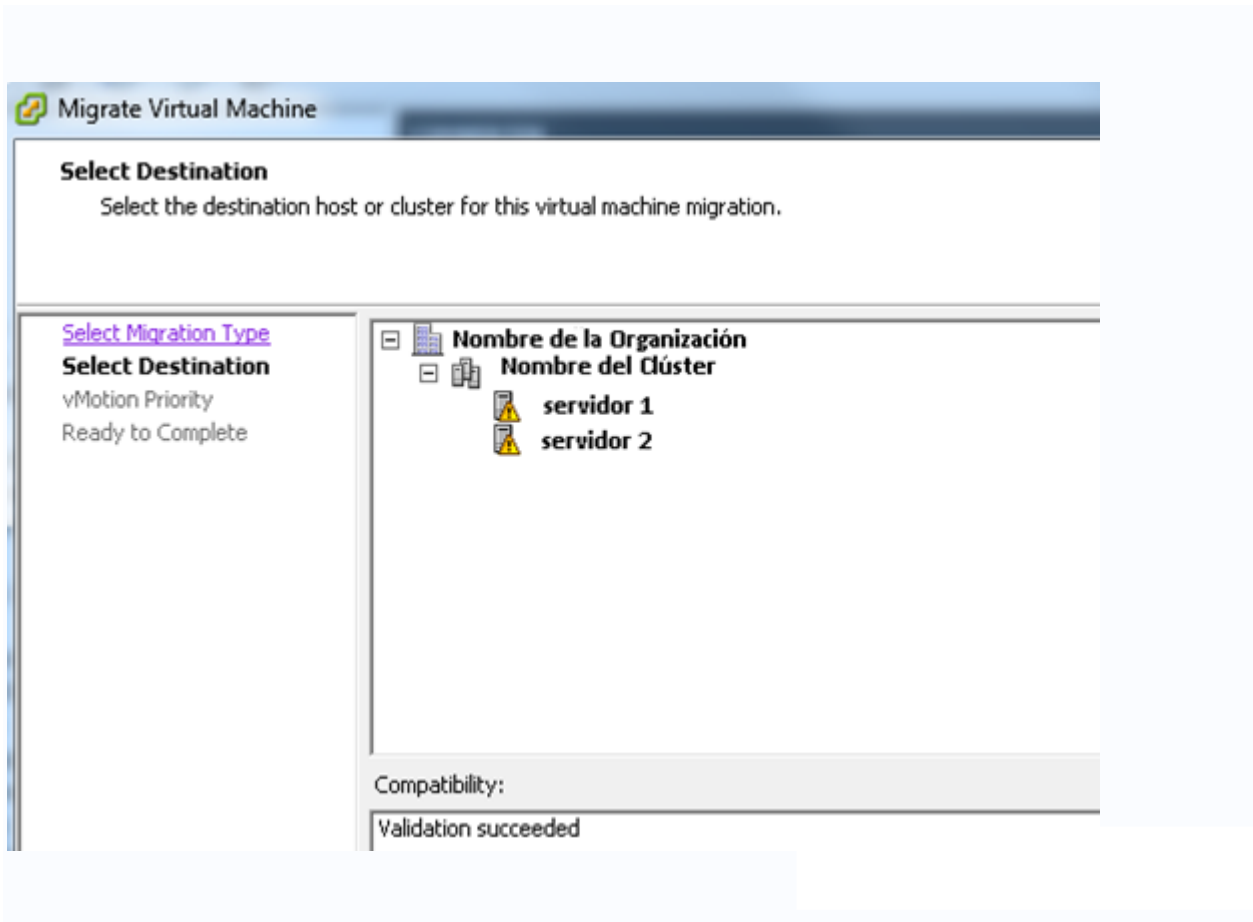 Migrate Virtual Machine
Select Destination
Select the destination host or cluster for this virtual machine migration.
Select Migration Type
Select Destination
vMotion Priority
Ready to Complete
Nombre de la Organización
Nombre del Clúster
servidor 1
servidor 2
Compatibility:
Validation succeeded